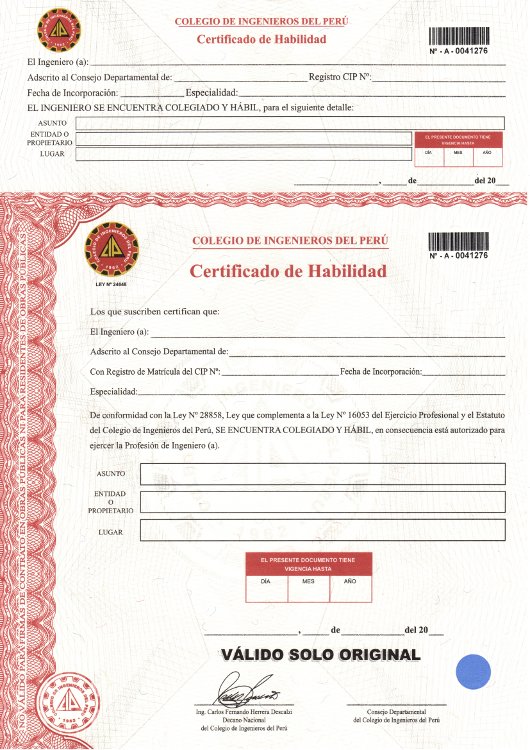 COLEGIO DE INGENIEROS DEL PERÚ
Certificado de Habilidad
Nº - A - 0041276
El Ingeniero (a):
Adscrito al Consejo Departamental de: Registro CIP Nº:
Fecha de Incorporación: Especialidad:
EL INGENIERO SE ENCUENTRA COLEGIADO Y HÁBIL, para el siguiente detalle:
ASUNTO
ENTIDAD O
PROPIETARIO
LUGAR
EL PRESENTE DOCUMENTO TIENE
VIGENCIA HASTA
DÍA MES AÑO
, de del 20
COLEGIO DE INGENIEROS DEL PERÚ
Certificado de Habilidad
Nº - A - 0041276
1962
LEY Nº 24648
Los que suscriben certifican que:
El Ingeniero (a):
Adscrito al Consejo Departamental de:
Con Registro de Matrícula del CIP Nº: Fecha de Incorporación:
Especialidad:
De conformidad con la Ley Nº 28858, Ley que complementa a la Ley Nº 16053 del Ejercicio Profesional y el Estatuto
del Colegio de Ingenieros del Perú, SE ENCUENTRA COLEGIADO Y HÁBIL, en consecuencia está autorizado para
ejercer la Profesión de Ingeniero (a).
ASUNTO
ENTIDAD
O
PROPIETARIO
LUGAR
EL PRESENTE DOCUMENTO TIENE
VIGENCIA HASTA
DÍA MES AÑO
, de del 20
VÁLIDO SOLO ORIGINAL
Ing. Carlos Fernando Herrera Descalzi
Decano Nacional
del Colegio de Ingenieros del Perú
Consejo Departamental
del Colegio de Ingenieros del Perú
NO VÁLIDO PARA FIRMAS DE CONTRATO EN OBRAS PÚBLICAS NI PARA RESIDENTES DE OBRAS PÚBLICAS